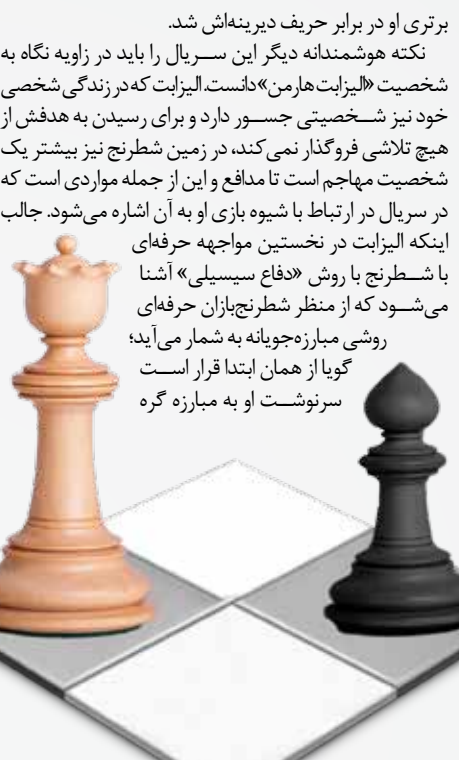 برتری او در برابر حریف دیرینه‌اش شد.
نکته هوشمندانه دیگر این سریال را باید در زاویه نگاه به
شخصیت «الیزابت هارمن» دانست. الیزابت که در زندگی شخصی
خود نیز شخصیتی جسور دارد و برای رسیدن به هدفش از
هیچ تلاشی فروگذار نمی‌کند، در زمین شطرنج نیز بیشتر یک
شخصیت مهاجم است تا مدافع و این از جمله مواردی است که
در سریال در ارتباط با شیوه بازی او به آن اشاره می‌شود. جالب
اینکه الیزابت در نخستین مواجهه حرفه‌ای
با شطرنج با روش «دفاع سیسیلی» آشنا
می‌شود که از منظر شطرنج‌بازان حرفه‌ای
روشی مبارزه‌جویانه به شمار می‌آید؛
گویا از همان ابتدا قرار است
سرنوشت او به مبارزه گره